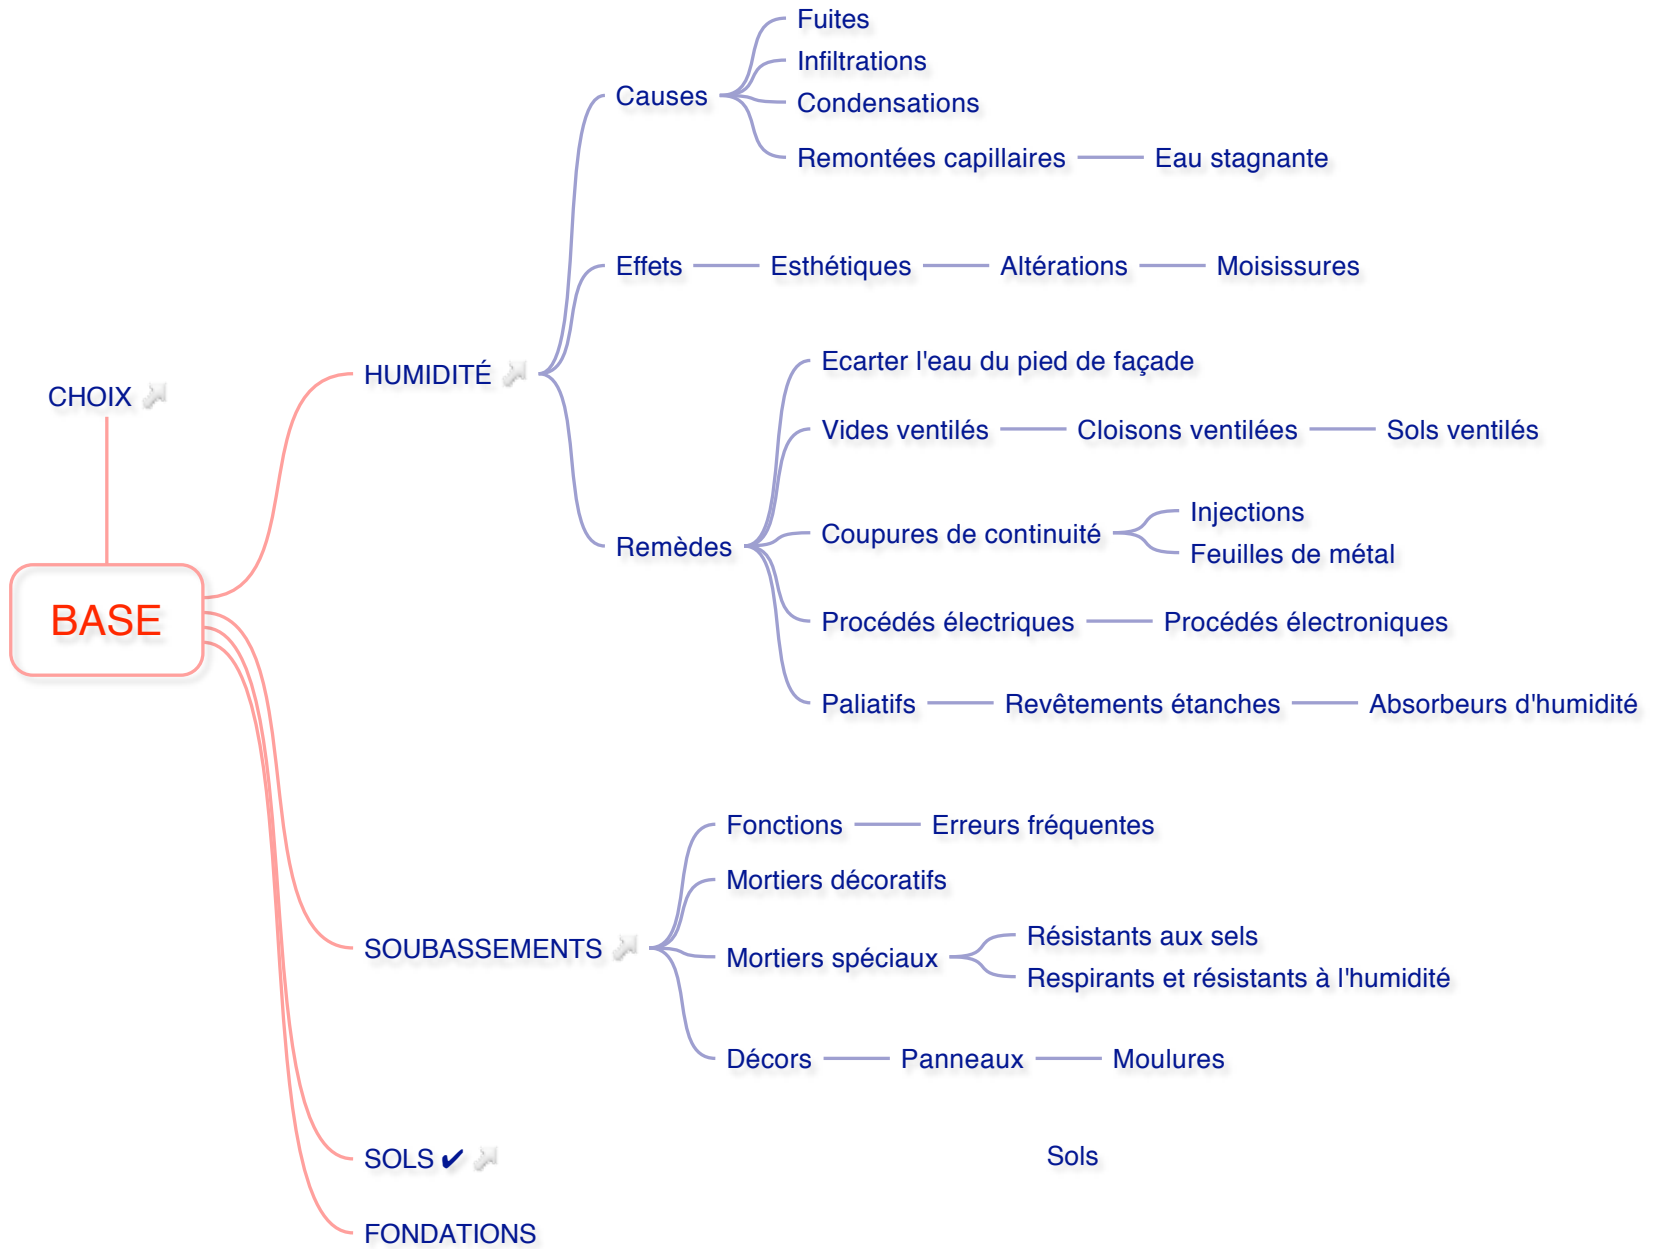 Fuites
Infiltrations
Causes
Condensations
Remontées capillaires
Eau stagnante
Effets
Esthétiques
Altérations
Moisissures
HUMIDITÉ
CHOIX
Ecarter l'eau du pied de façade
Vides ventilés
Cloisons ventilées
Sols ventilés
Injections
Coupures de continuité
Remèdes
Feuilles de métal
BASE
Procédés électriques
Procédés électroniques
Paliatifs
Revêtements étanches
Absorbeurs d'humidité
Fonctions
Erreurs fréquentes
Mortiers décoratifs
SOUBASSEMENTS
Résistants aux sels
Mortiers spéciaux
Respirants et résistants à l'humidité
Décors
Panneaux
Moulures
SOLS ✔
Sols
FONDATIONS